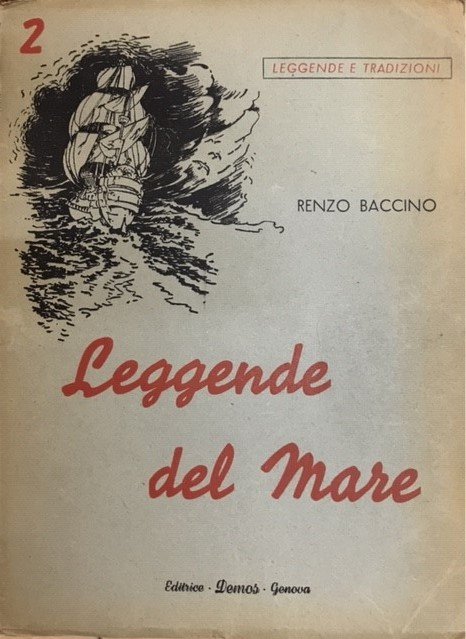 2
LEGGENDE E TRADIZIONI
RENZO BACCINO
Leggende
del Mare
Editrice · Demos · Genova